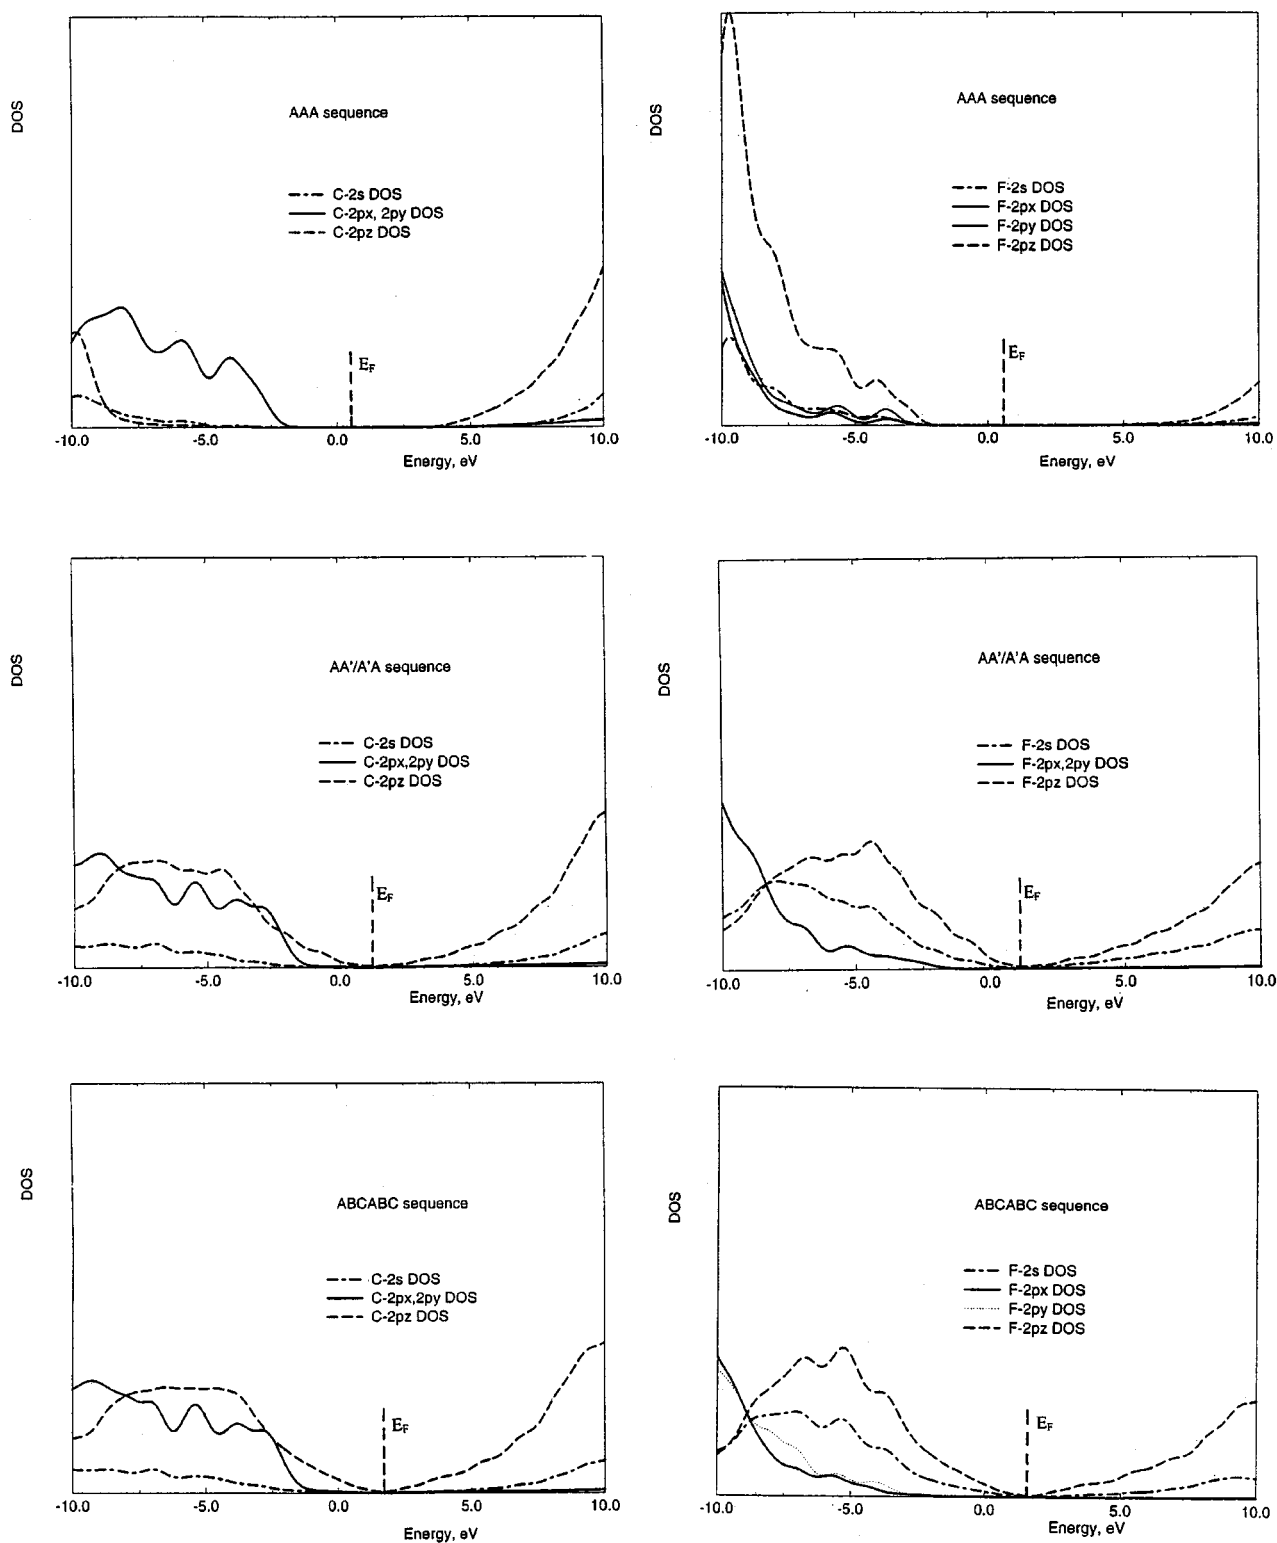 DOS
AAA sequence
C-2s DOS
C-2px, 2py DOS
C-2pz DOS
EF
-10.0 -5.0 0.0 5.0 10.0
Energy, eV
DOS
AAA sequence
F-2s DOS
F-2px DOS
F-2py DOS
F-2pz DOS
EF
-10.0 -5.0 0.0 5.0 10.0
Energy, eV
DOS
AA'/A'A sequence
C-2s DOS
C-2px,2py DOS
C-2pz DOS
EF
-10.0 -5.0 0.0 5.0 10.0
Energy, eV
DOS
AA'/A'A sequence
F-2s DOS
F-2px,2py DOS
F-2pz DOS
EF
-10.0 -5.0 0.0 5.0 10.0
Energy, eV
DOS
ABCABC sequence
C-2s DOS
C-2px,2py DOS
C-2pz DOS
EF
-10.0 -5.0 0.0 5.0 10.0
Energy, eV
DOS
ABCABC sequence
F-2s DOS
F-2px DOS
F-2py DOS
F-2pz DOS
EF
-10.0 -5.0 0.0 5.0 10.0
Energy, eV